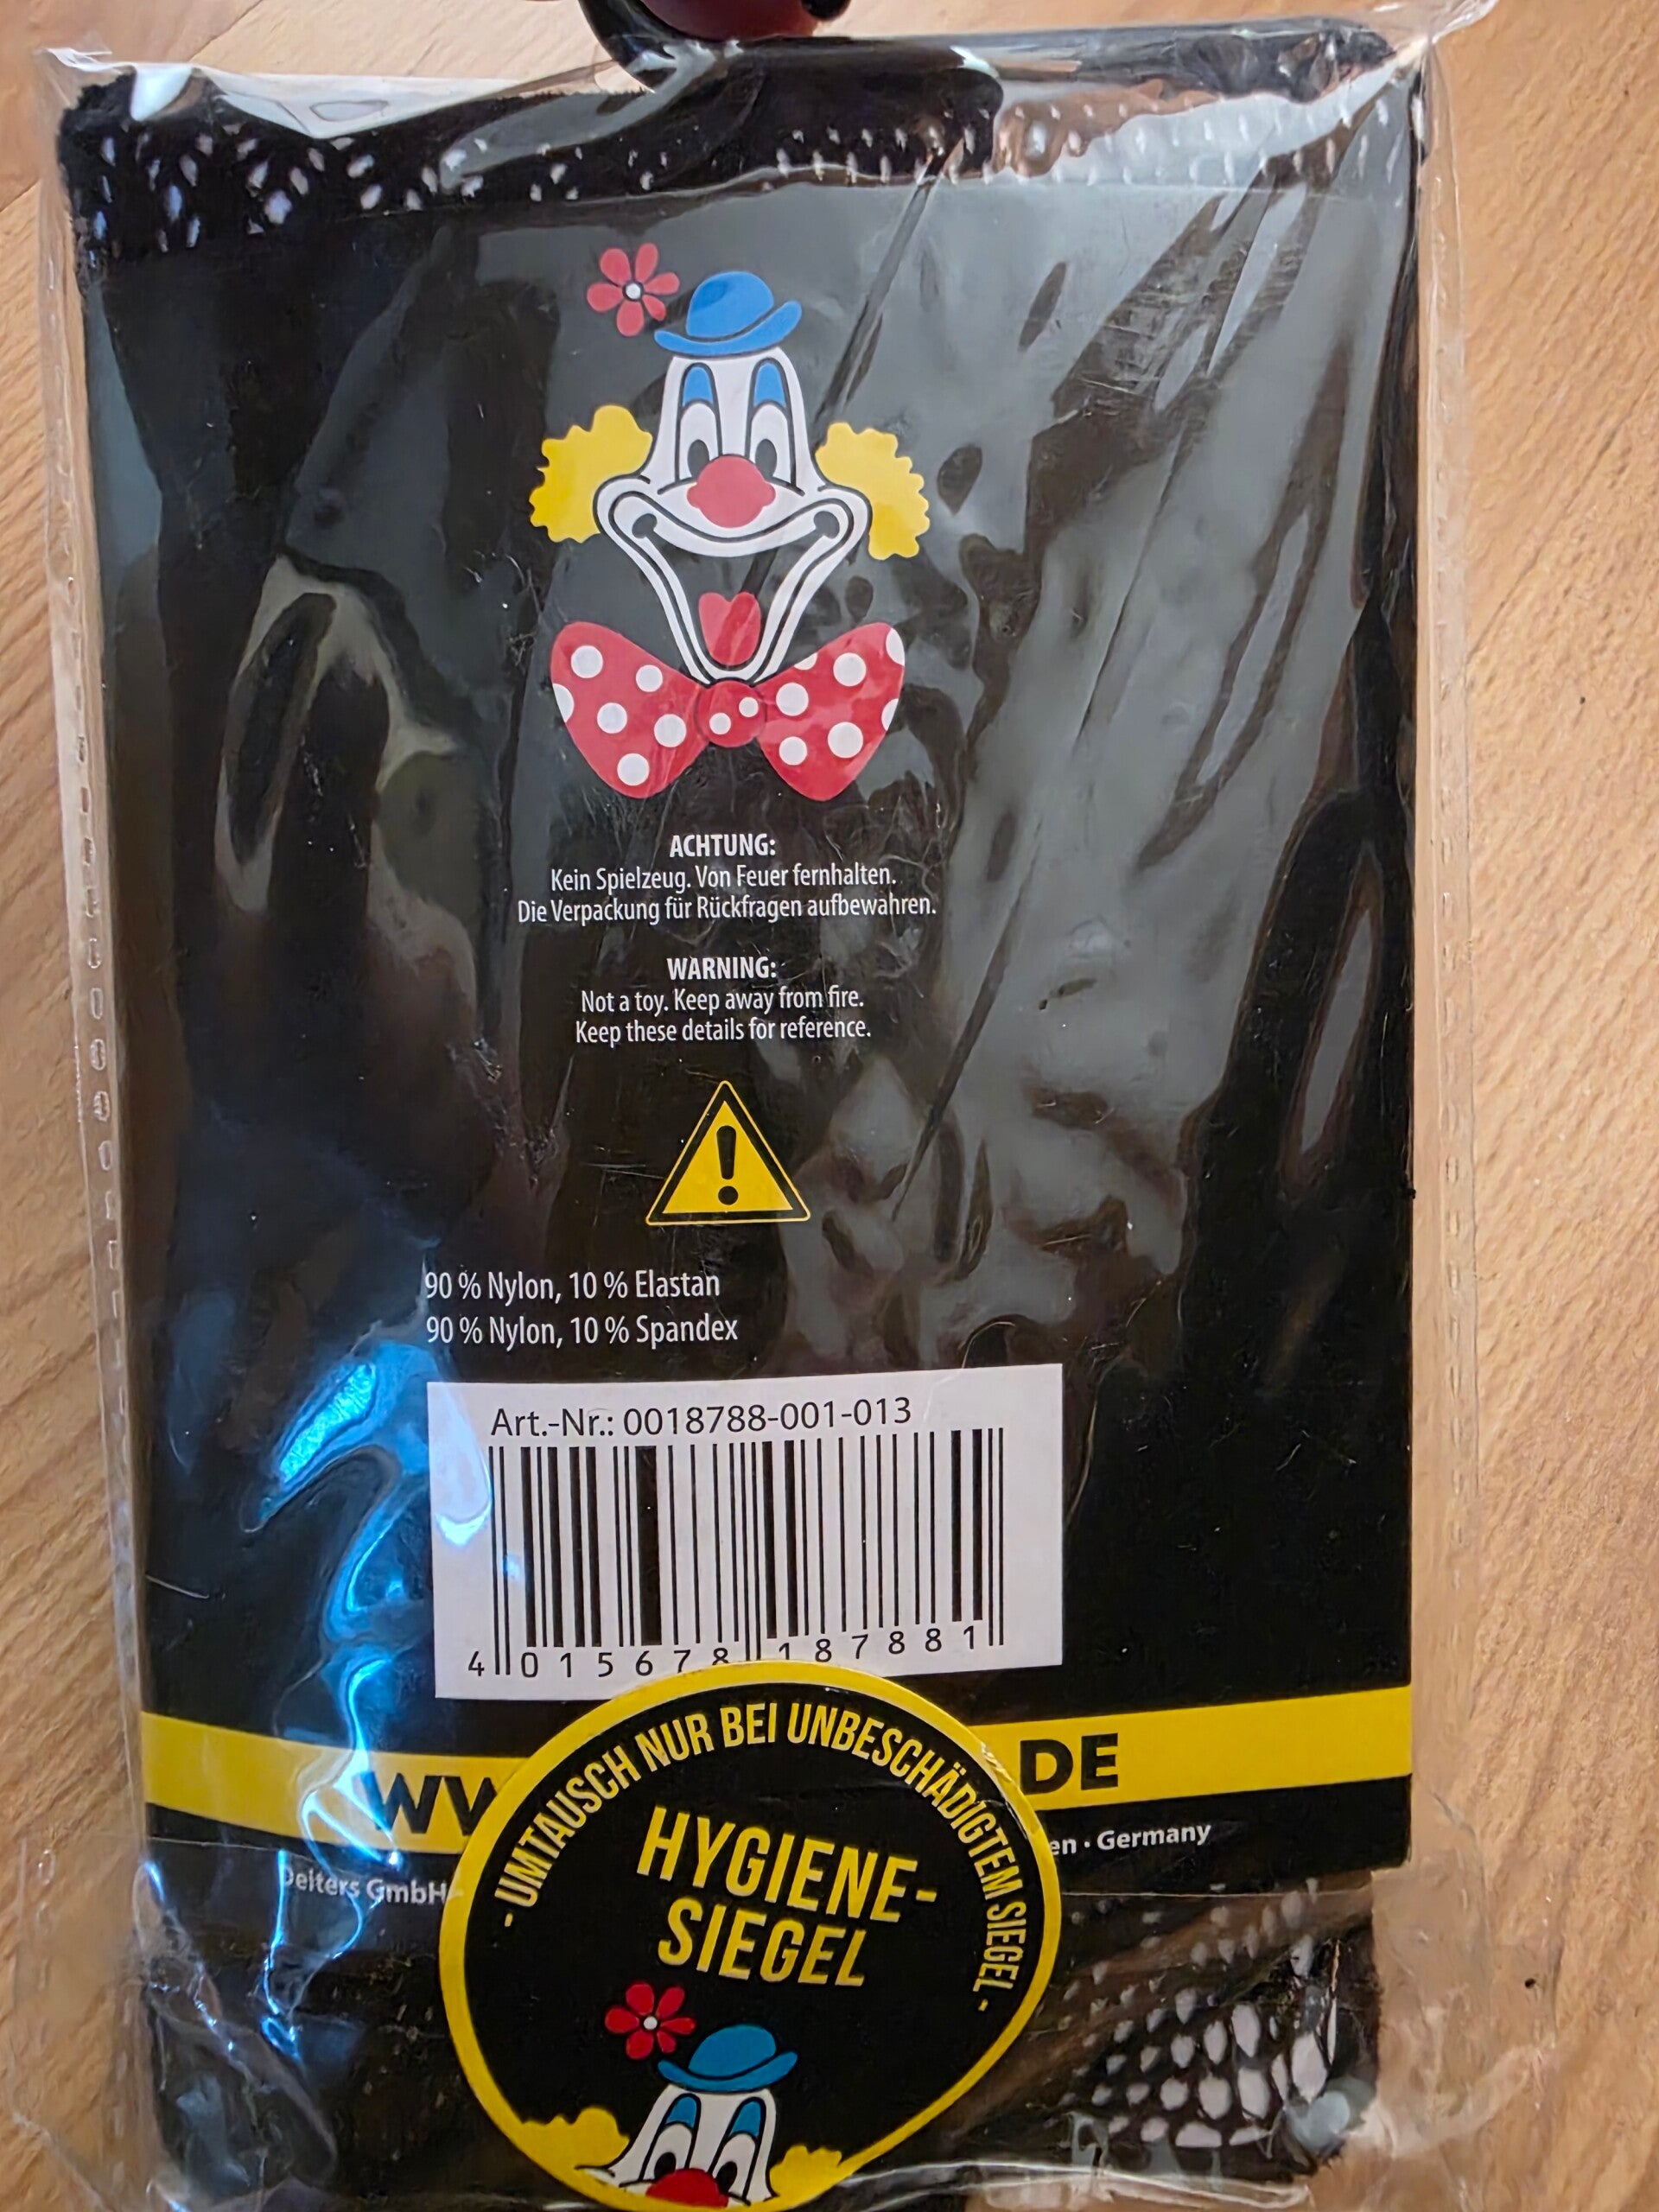 ACHTUNG:
Kein Spielzeug. Von Feuer fernhalten.
Die Verpackung für Rückfragen aufbewahren.
WARNING:
Not a toy. Keep away from fire.
Keep these details for reference.
90 % Nylon, 10 % Elastan
90 % Nylon, 10 % Spandex
Art.-Nr.: 0018788-001-013
4 015678 187881
DE
Deiters GmbH
Germany
- UMTAUSCH NUR BEI UNBESCHÄDIGTEM SIEGEL -
HYGIENE-
SIEGEL